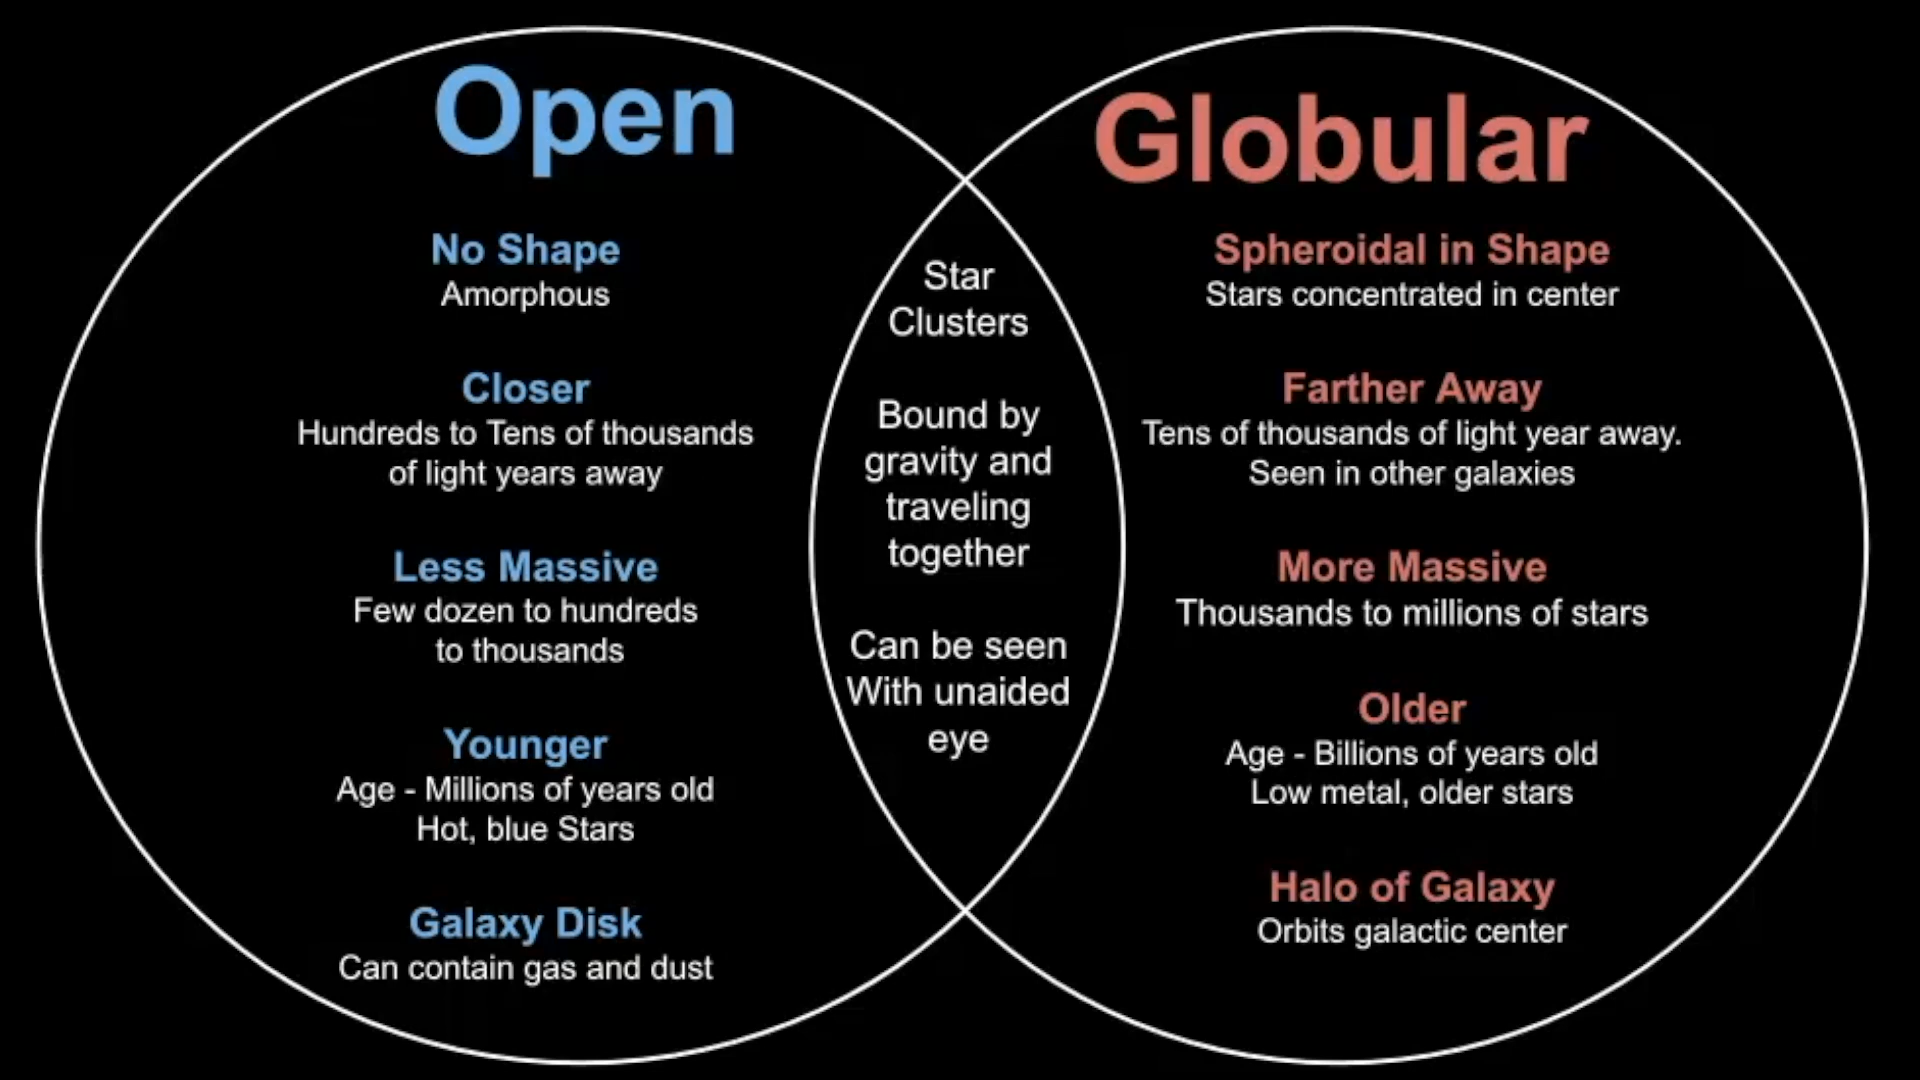 Open
No Shape
Amorphous
Closer
Hundreds to Tens of thousands
of light years away
Less Massive
Few dozen to hundreds
to thousands
Younger
Age - Millions of years old
Hot, blue Stars
Galaxy Disk
Can contain gas and dust
Star
Clusters
Bound by
gravity and
traveling
together
Can be seen
With unaided
eye
Globular
Spheroidal in Shape
Stars concentrated in center
Farther Away
Tens of thousands of light year away.
Seen in other galaxies
More Massive
Thousands to millions of stars
Older
Age - Billions of years old
Low metal, older stars
Halo of Galaxy
Orbits galactic center